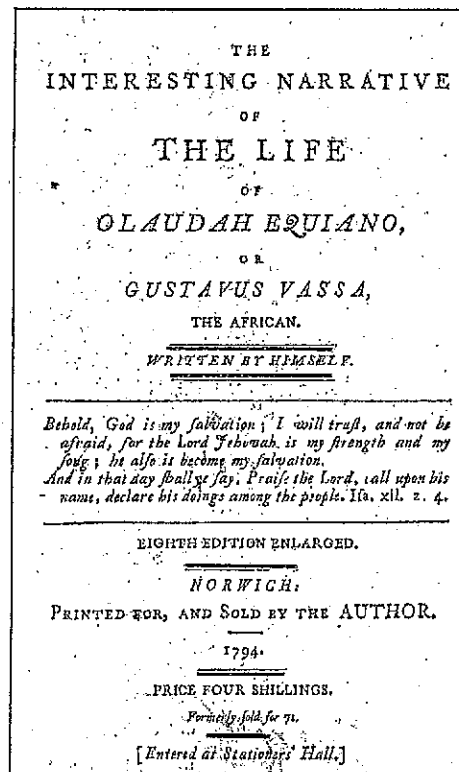 THE
INTERESTING NARRATIVE
OF
THE LIFE
OF
OLAUDAH EQUIANO,
OR
GUSTAVUS VASSA,
THE AFRICAN.
WRITTEN BY HIMSELF.
Behold, God is my ſalvation; I will truſt, and not be
afraid, for the Lord Jehovah is my ſtrength and my
ſong; he alſo is become my ſalvation.
And in that day ſhall ye ſay, Praiſe the Lord, call upon his
name, declare his doings among the people. Iſa. xii. 2. 4.
EIGHTH EDITION ENLARGED.
NORWICH:
PRINTED FOR, AND SOLD BY THE AUTHOR.
1794.
PRICE FOUR SHILLINGS.
Formerly ſold for 7s.
[Entered at Stationers' Hall.]